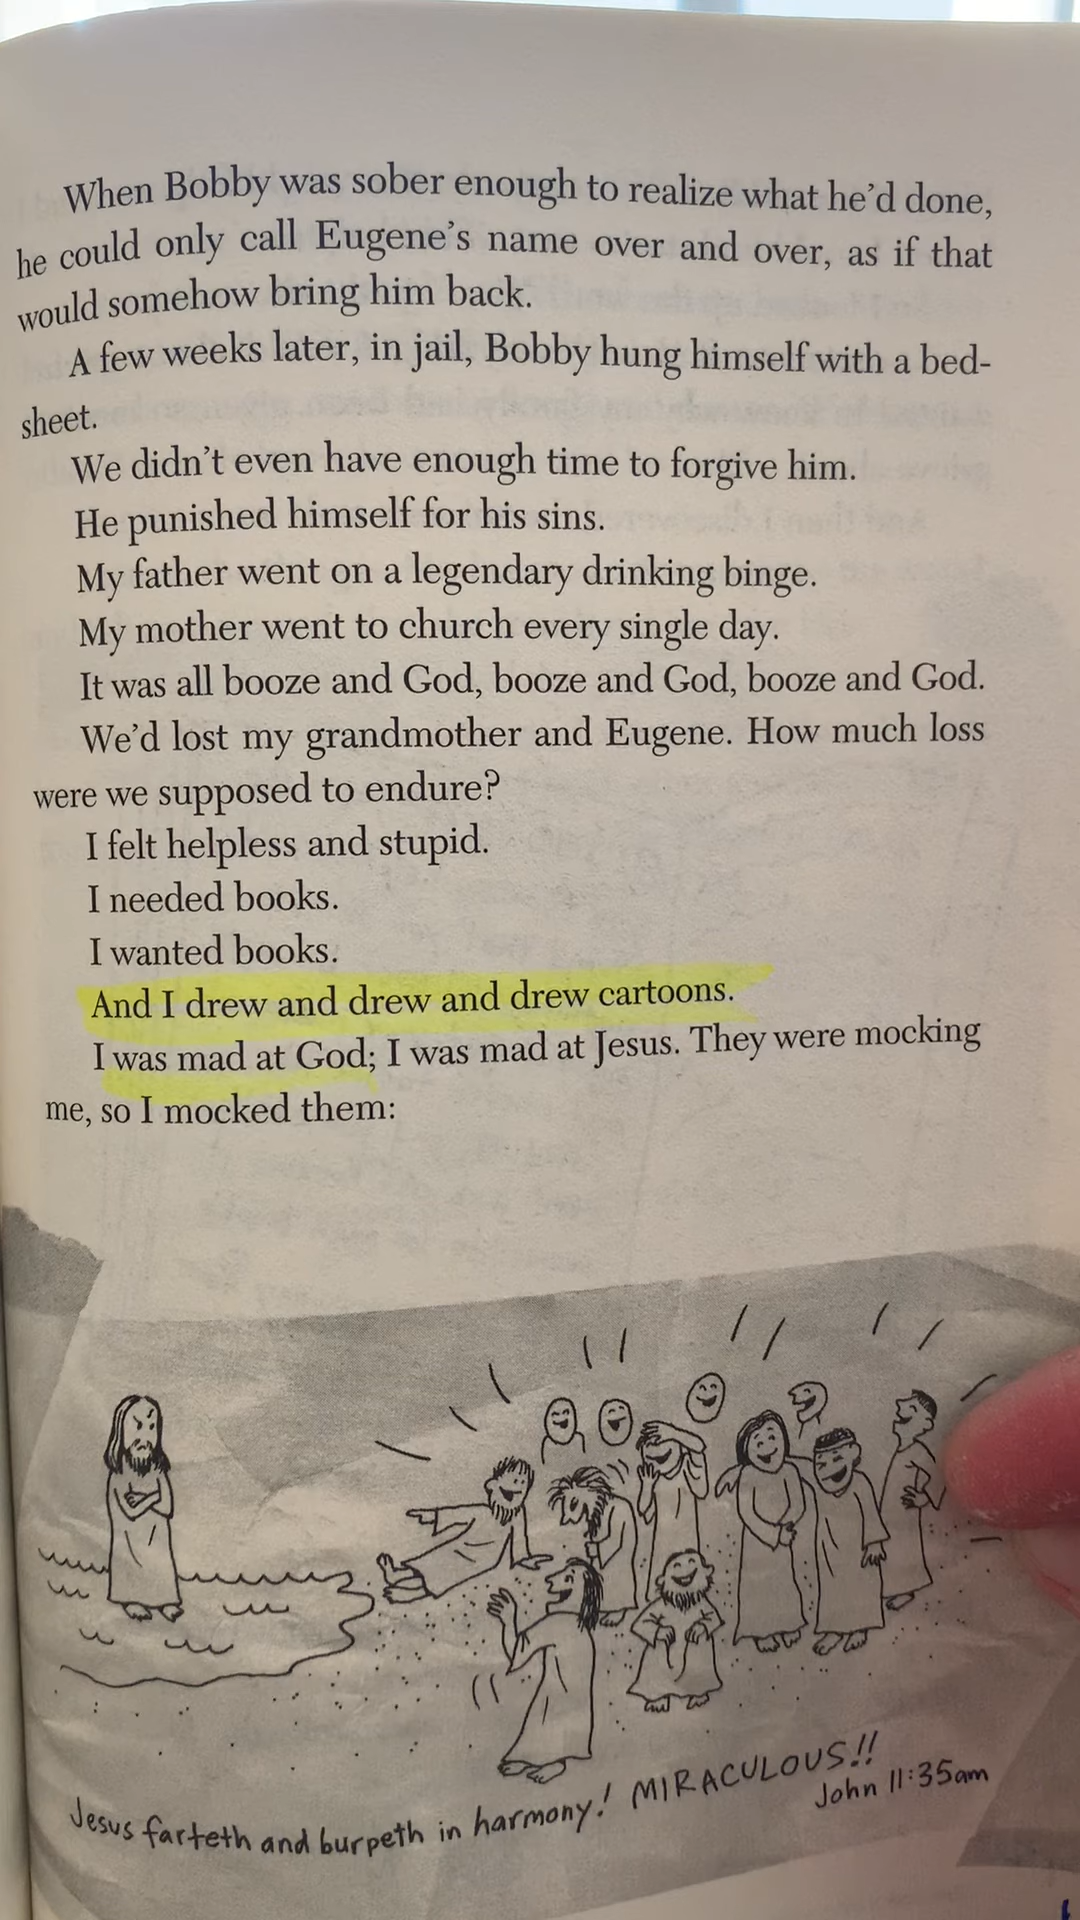 When Bobby was sober enough to realize what he'd done,
he could only call Eugene's name over and over, as if that
would somehow bring him back.
A few weeks later, in jail, Bobby hung himself with a bed-
sheet.
We didn't even have enough time to forgive him.
He punished himself for his sins.
My father went on a legendary drinking binge.
My mother went to church every single day.
It was all booze and God, booze and God, booze and God.
We'd lost my grandmother and Eugene. How much loss
were we supposed to endure?
I felt helpless and stupid.
I needed books.
I wanted books.
And I drew and drew and drew cartoons.
I was mad at God; I was mad at Jesus. They were mocking
me, so I mocked them:
Jesus farteth and burpeth in harmony! MIRACULOUS!!
John 11:35am